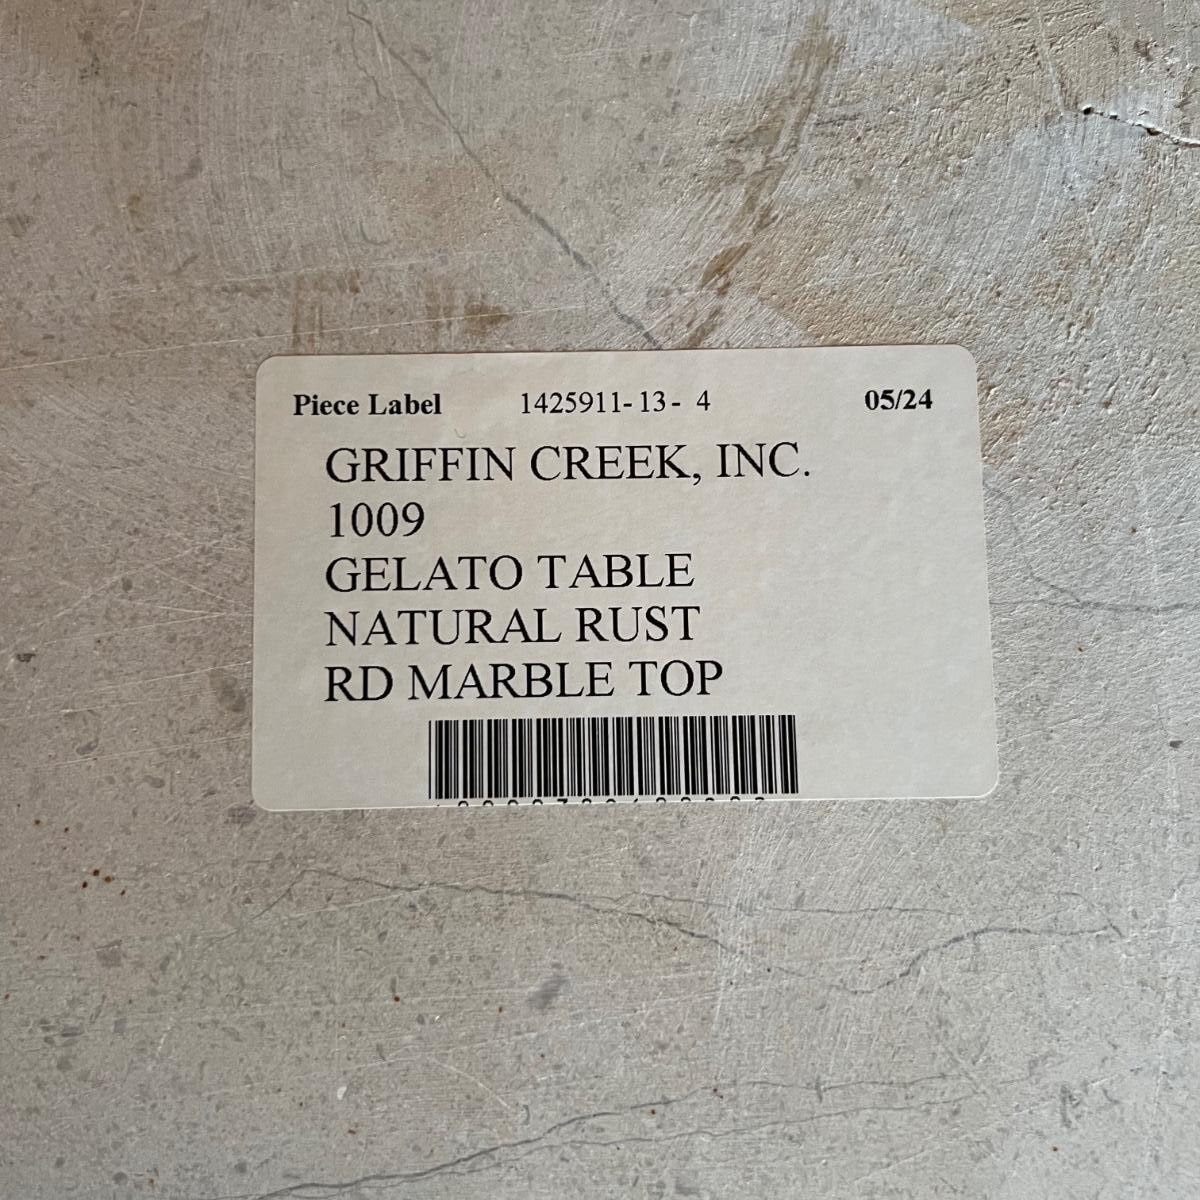 Piece Label 1425911-13- 4 05/24
GRIFFIN CREEK, INC.
1009
GELATO TABLE
NATURAL RUST
RD MARBLE TOP